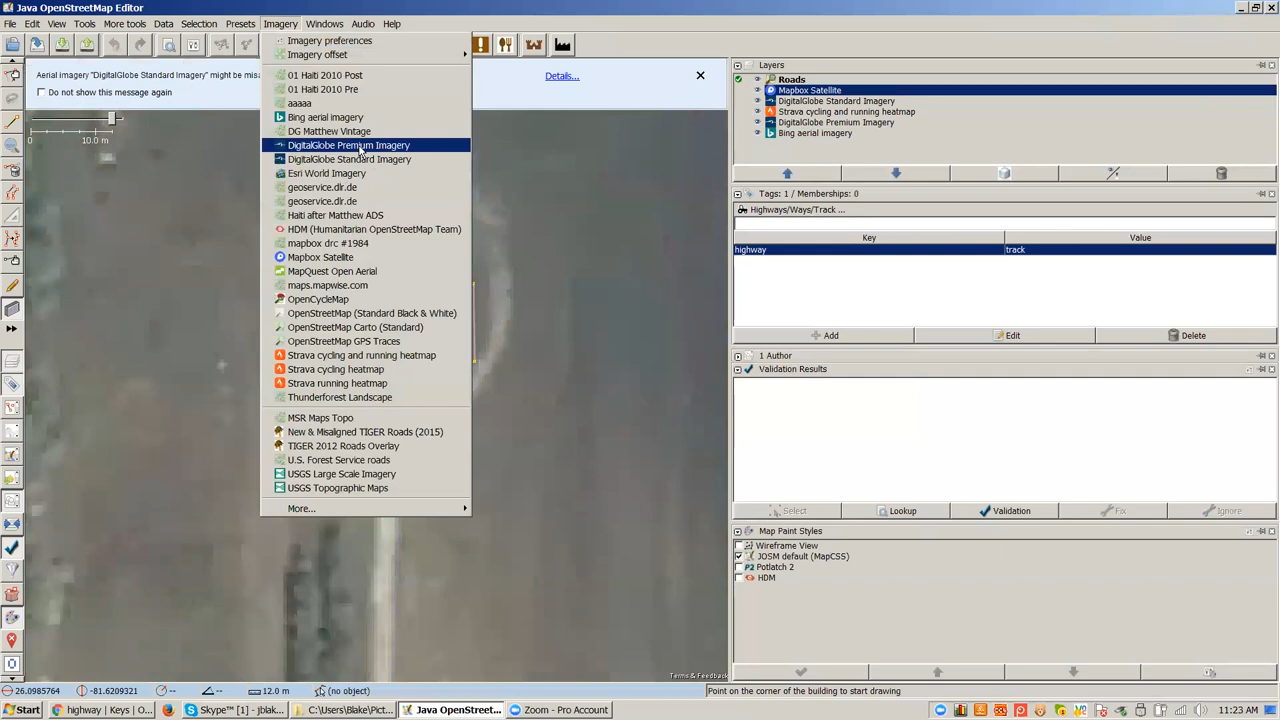 Java OpenStreetMap Editor
File Edit View Tools More tools Data Selection Presets Imagery Windows Audio Help
Aerial imagery "DigitalGlobe Standard Imagery" might be misa
Details...
Do not show this message again
10.0 m
Imagery preferences
Imagery offset
01 Haiti 2010 Post
01 Haiti 2010 Pre
aaaaa
Bing aerial imagery
DG Matthew Vintage
DigitalGlobe Premium Imagery
DigitalGlobe Standard Imagery
Esri World Imagery
geoservice.dlr.de
geoservice.dlr.de
Haiti after Matthew ADS
HDM (Humanitarian OpenStreetMap Team)
mapbox drc #1984
Mapbox Satellite
MapQuest Open Aerial
maps.mapwise.com
OpenCycleMap
OpenStreetMap (Standard Black & White)
OpenStreetMap Carto (Standard)
OpenStreetMap GPS Traces
Strava cycling and running heatmap
Strava cycling heatmap
Strava running heatmap
Thunderforest Landscape
MSR Maps Topo
New & Misaligned TIGER Roads (2015)
TIGER 2012 Roads Overlay
U.S. Forest Service roads
USGS Large Scale Imagery
USGS Topographic Maps
More...
Terms & Feedback
Layers
Roads
Mapbox Satellite
DigitalGlobe Standard Imagery
Strava cycling and running heatmap
DigitalGlobe Premium Imagery
Bing aerial imagery
Tags: 1 / Memberships: 0
Highways/Ways/Track ...
Key Value
highway track
Add Edit Delete
1 Author
Validation Results
Select Lookup Validation Fix Ignore
Map Paint Styles
Wireframe View
JOSM default (MapCSS)
P2 Potlatch 2
HDM
26.0985764 -81.6209321 -- -- 12.0 m (no object) Point on the corner of the building to start drawing
Start highway | Keys | O... Skype™ [1] - jblak... C:\Users\Blake\Pict... Java OpenStreet... Zoom - Pro Account 11:23 AM